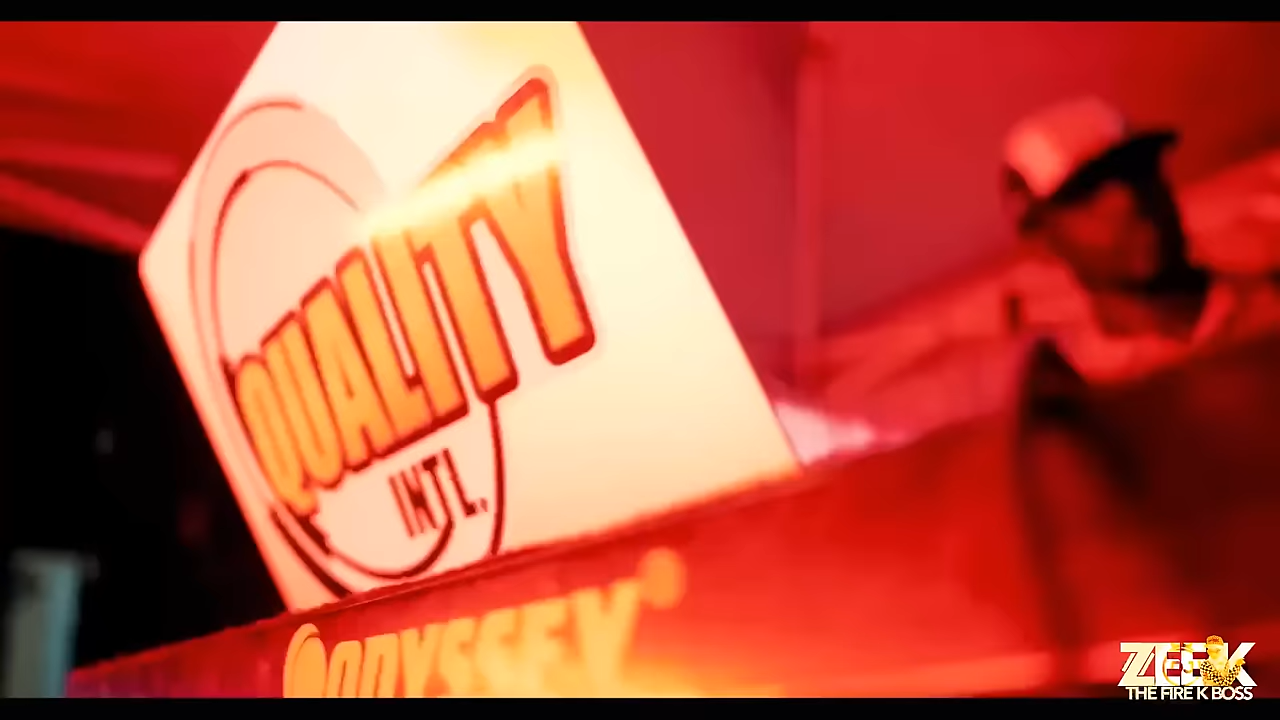 QUALITY
INTL.
ODYSSEY
ZEEK
THE FIRE K BOSS